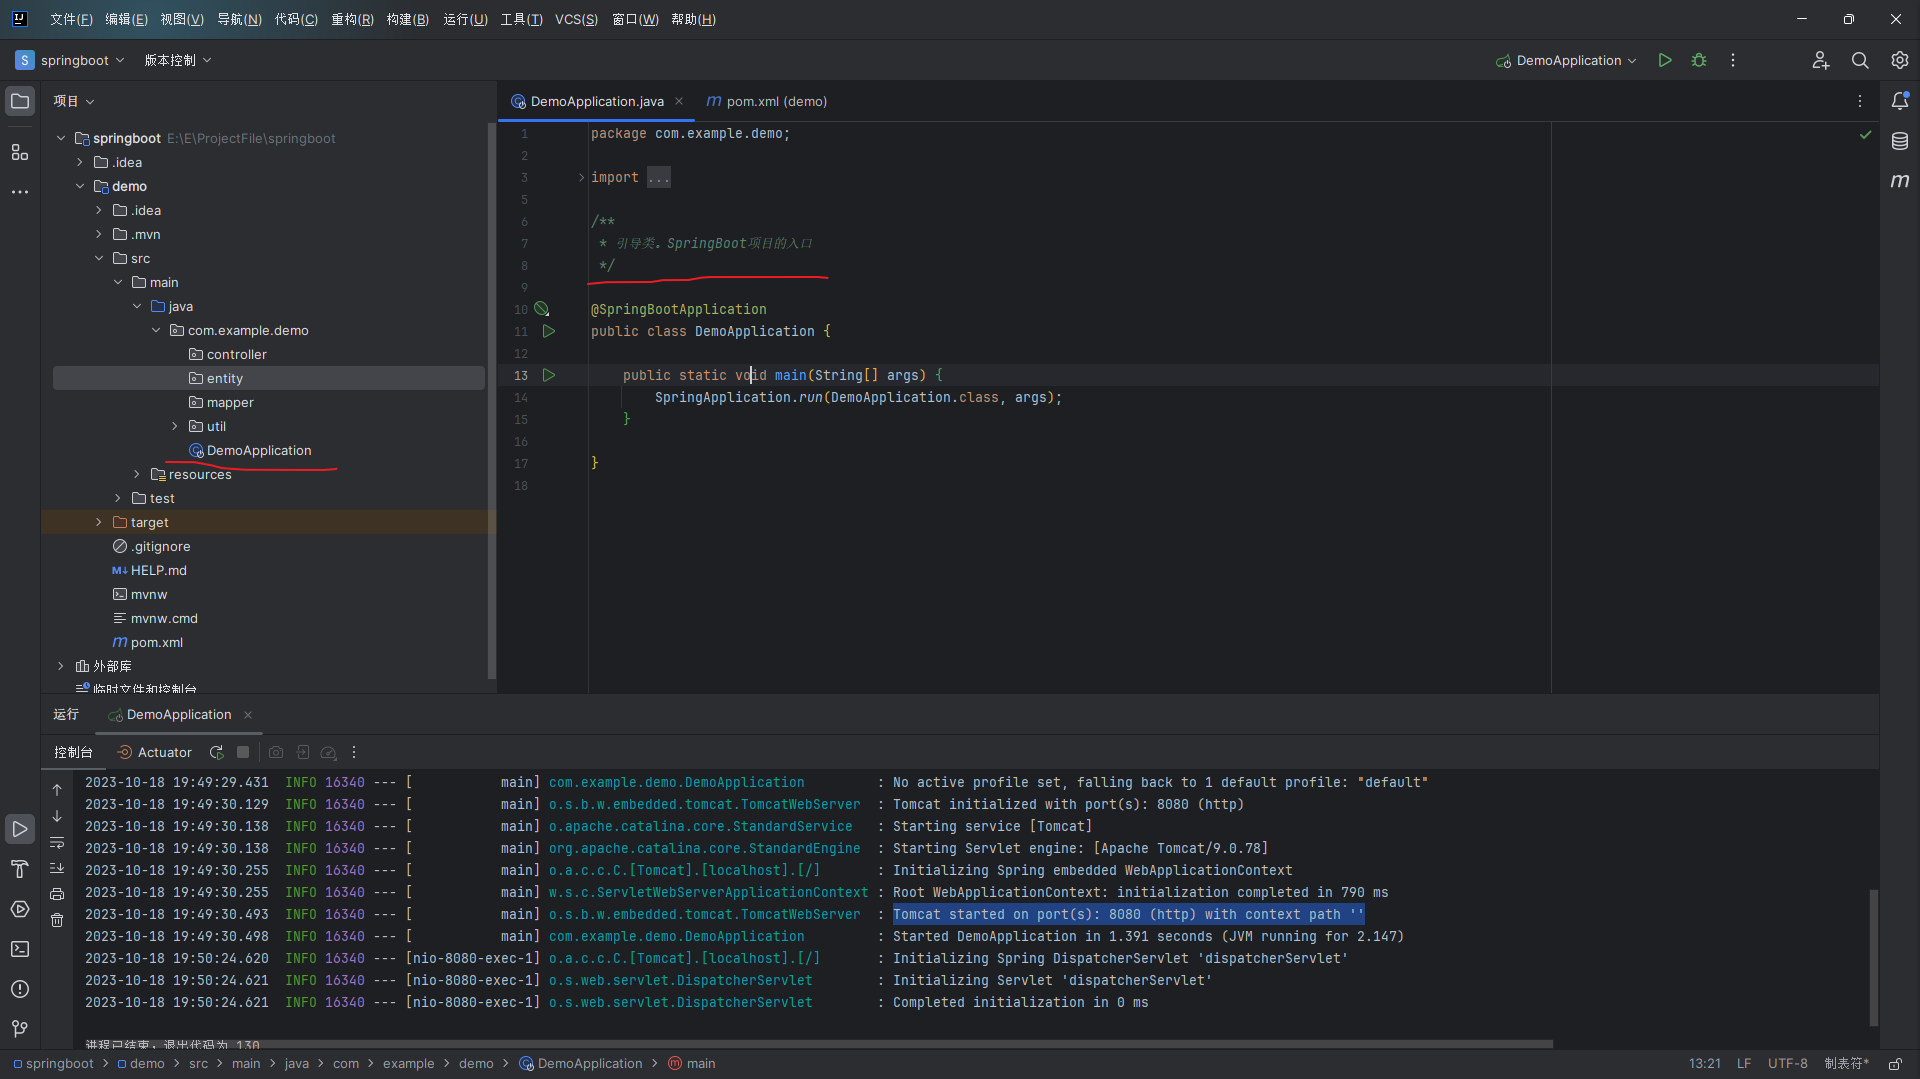 文件(F) 编辑(E) 视图(V) 导航(N) 代码(C) 重构(R) 构建(B) 运行(U) 工具(T) VCS(S) 窗口(W) 帮助(H)
S springboot 版本控制 DemoApplication
项目
DemoApplication.java
pom.xml (demo)
springboot E:\E\ProjectFile\springboot
.idea
demo
.idea
.mvn
src
main
java
com.example.demo
controller
entity
mapper
util
DemoApplication
resources
test
target
.gitignore
HELP.md
mvnw
mvnw.cmd
pom.xml
外部库
临时文件和控制台
1 package com.example.demo;
2
3 import ...
5
6 /**
7 * 引导类. SpringBoot项目的入口
8 */
9
10 @SpringBootApplication
11 public class DemoApplication {
12
13 public static void main(String[] args) {
14 SpringApplication.run(DemoApplication.class, args);
15 }
16
17 }
18
运行 DemoApplication
控制台 Actuator
2023-10-18 19:49:29.431 INFO 16340 --- [ main] com.example.demo.DemoApplication : No active profile set, falling back to 1 default profile: "default"
2023-10-18 19:49:30.129 INFO 16340 --- [ main] o.s.b.w.embedded.tomcat.TomcatWebServer : Tomcat initialized with port(s): 8080 (http)
2023-10-18 19:49:30.138 INFO 16340 --- [ main] o.apache.catalina.core.StandardService : Starting service [Tomcat]
2023-10-18 19:49:30.138 INFO 16340 --- [ main] org.apache.catalina.core.StandardEngine : Starting Servlet engine: [Apache Tomcat/9.0.78]
2023-10-18 19:49:30.255 INFO 16340 --- [ main] o.a.c.c.C.[Tomcat].[localhost].[/] : Initializing Spring embedded WebApplicationContext
2023-10-18 19:49:30.255 INFO 16340 --- [ main] w.s.c.ServletWebServerApplicationContext : Root WebApplicationContext: initialization completed in 790 ms
2023-10-18 19:49:30.493 INFO 16340 --- [ main] o.s.b.w.embedded.tomcat.TomcatWebServer : Tomcat started on port(s): 8080 (http) with context path ''
2023-10-18 19:49:30.498 INFO 16340 --- [ main] com.example.demo.DemoApplication : Started DemoApplication in 1.391 seconds (JVM running for 2.147)
2023-10-18 19:50:24.620 INFO 16340 --- [nio-8080-exec-1] o.a.c.c.C.[Tomcat].[localhost].[/] : Initializing Spring DispatcherServlet 'dispatcherServlet'
2023-10-18 19:50:24.621 INFO 16340 --- [nio-8080-exec-1] o.s.web.servlet.DispatcherServlet : Initializing Servlet 'dispatcherServlet'
2023-10-18 19:50:24.621 INFO 16340 --- [nio-8080-exec-1] o.s.web.servlet.DispatcherServlet : Completed initialization in 0 ms
进程已结束，退出代码为 130
springboot > demo > src > main > java > com > example > demo > DemoApplication > main 13:21 LF UTF-8 制表符*